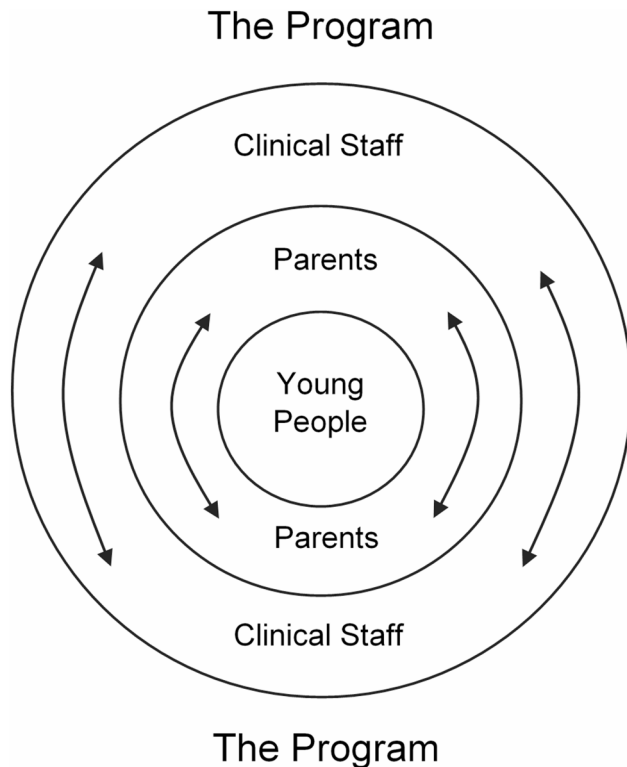 The Program
Clinical Staff
Parents
Young
People
Parents
Clinical Staff
The Program